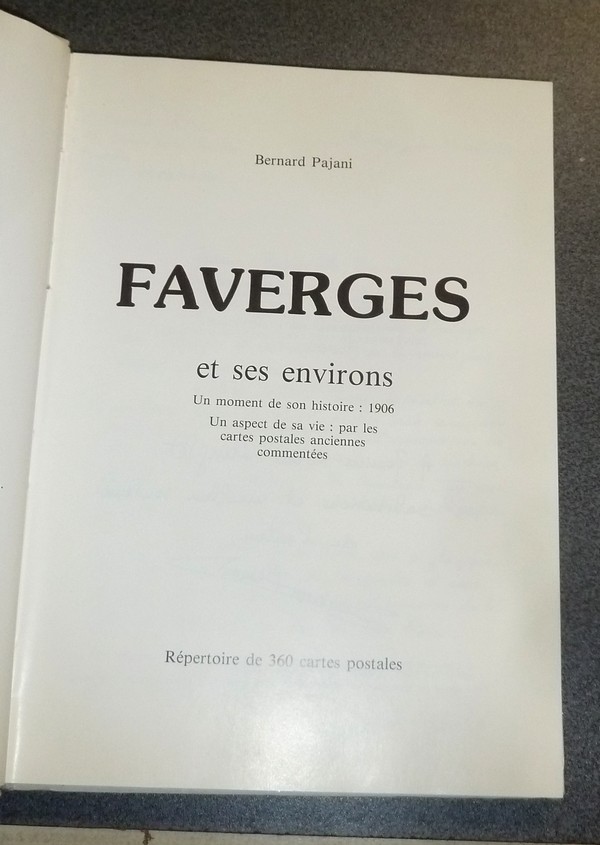 Bernard Pajani
FAVERGES
et ses environs
Un moment de son histoire : 1906
Un aspect de sa vie : par les
cartes postales anciennes
commentées
Répertoire de 360 cartes postales